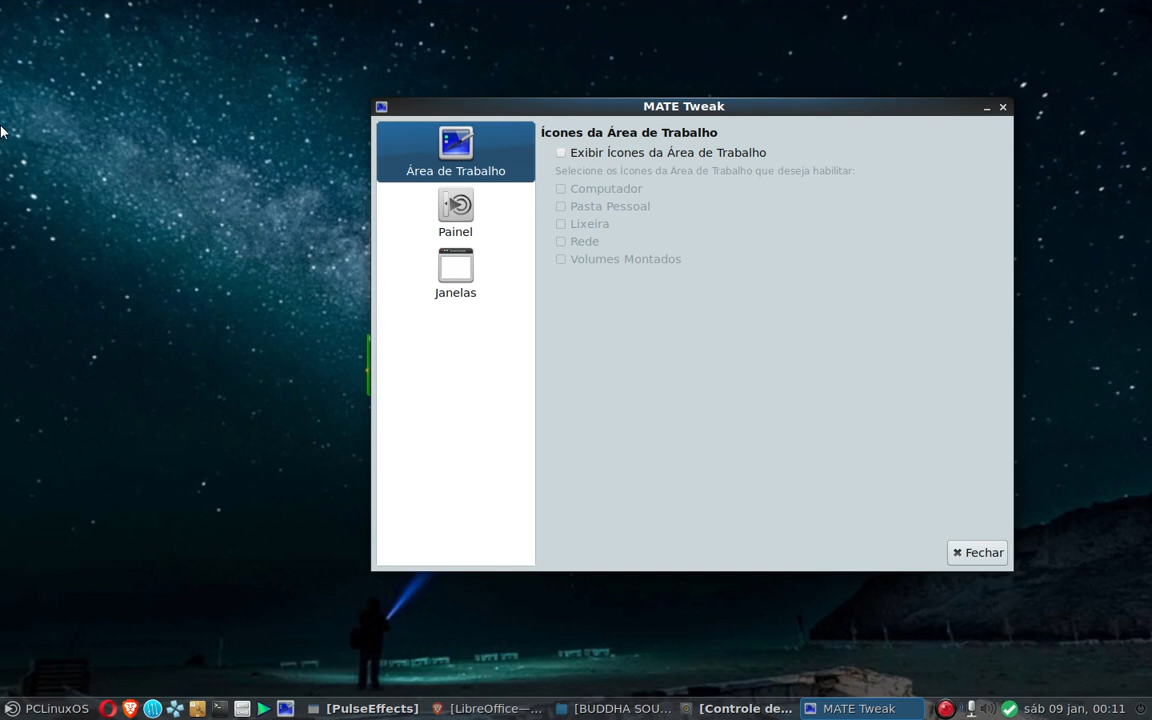 MATE Tweak
Área de Trabalho
Painel
Janelas
Ícones da Área de Trabalho
Exibir Ícones da Área de Trabalho
Selecione os Ícones da Área de Trabalho que deseja habilitar:
Computador
Pasta Pessoal
Lixeira
Rede
Volumes Montados
Fechar
PCLinuxOS [PulseEffects] [LibreOffice—... [BUDDHA SOU... [Controle de... MATE Tweak sáb 09 jan, 00:11